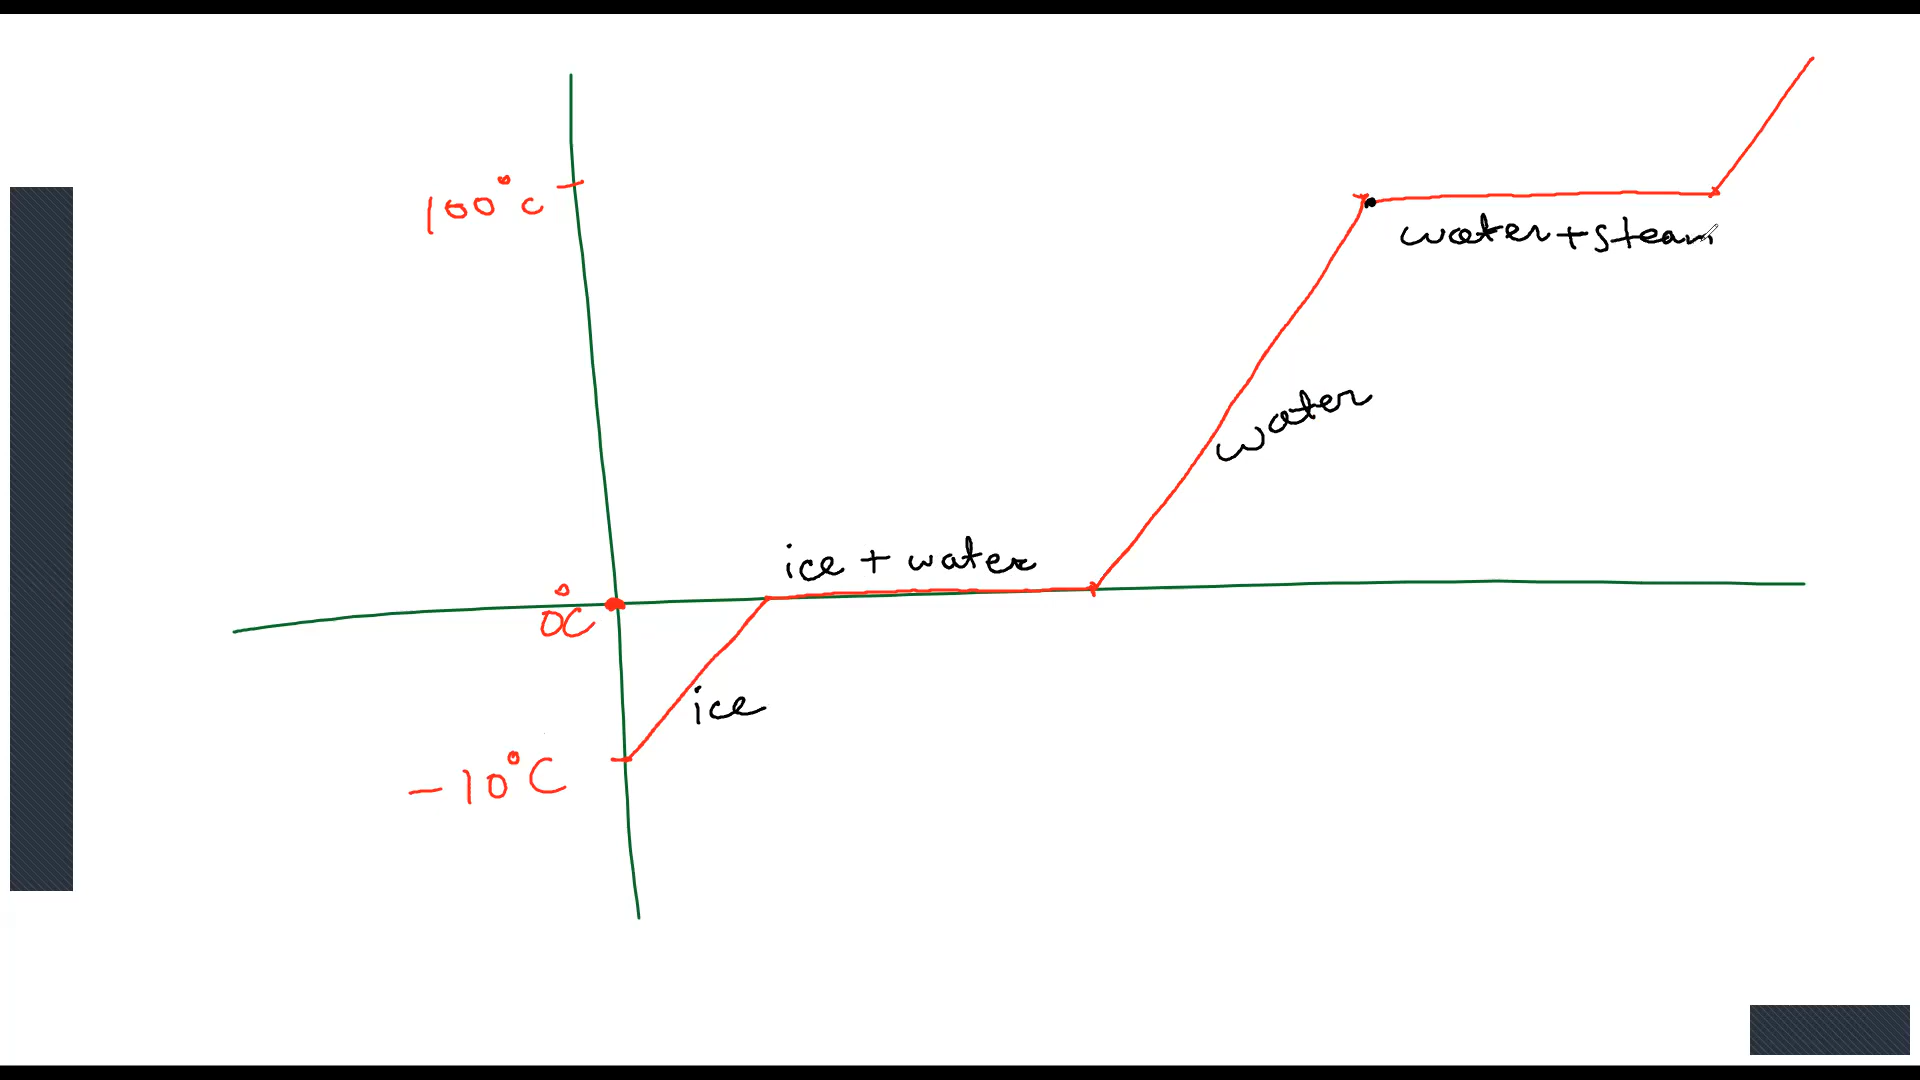 100°c
water+steam
water
ice + water
0°C
ice
-10°C